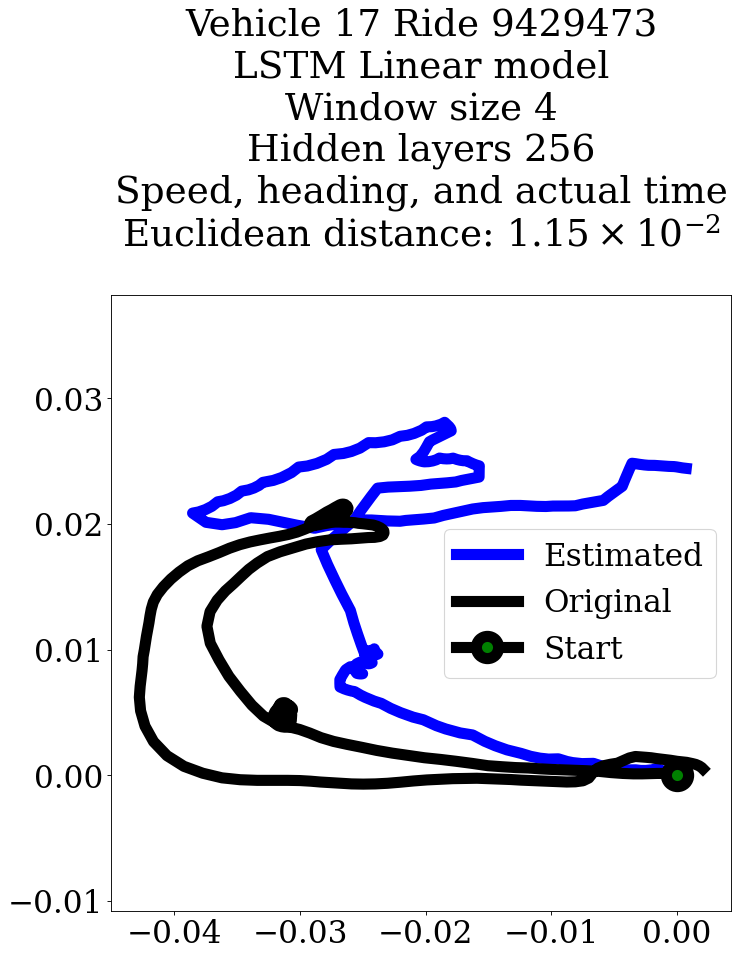 Vehicle 17 Ride 9429473
LSTM Linear model
Window size 4
Hidden layers 256
Speed, heading, and actual time
Euclidean distance: 1.15 × 10⁻²
0.03
0.02
0.01
0.00
−0.01
Estimated
Original
Start
−0.04 −0.03 −0.02 −0.01 0.00